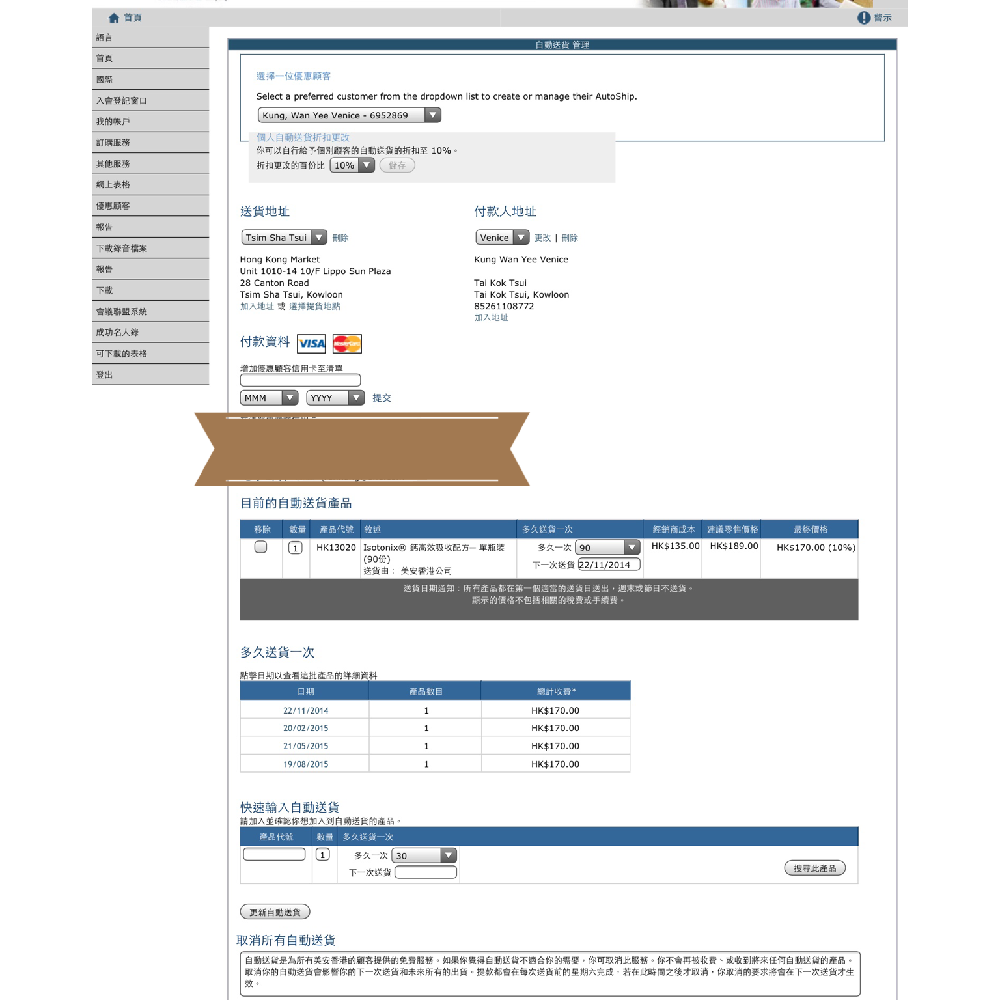 首頁
警示
語言
首頁
國際
入會登記窗口
我的帳戶
訂購服務
其他服務
網上表格
優惠顧客
報告
下載錄音檔案
報告
下載
會議聯盟系統
成功名人錄
可下載的表格
登出
自動送貨 管理
選擇一位優惠顧客
Select a preferred customer from the dropdown list to create or manage their AutoShip.
Kung, Wan Yee Venice - 6952869
個人自動送貨折扣更改
你可以自行給予個別顧客的自動送貨的折扣至 10%。
折扣更改的百份比 10% 儲存
送貨地址
Tsim Sha Tsui 刪除
Hong Kong Market
Unit 1010-14 10/F Lippo Sun Plaza
28 Canton Road
Tsim Sha Tsui, Kowloon
加入地址 或 選擇提貨地點
付款人地址
Venice 更改 | 刪除
Kung Wan Yee Venice
Tai Kok Tsui
Tai Kok Tsui, Kowloon
85261108772
加入地址
付款資料 VISA MasterCard
增加優惠顧客信用卡至清單
MMM YYYY 提交
目前的自動送貨產品
移除 數量 產品代號 敘述 多久送貨一次 經銷商成本 建議零售價格 最終價格
1 HK13020 Isotonix® 鈣高效吸收配方– 單瓶裝 多久一次 90 HK$135.00 HK$189.00 HK$170.00 (10%)
(90份) 下一次送貨 22/11/2014
送貨由： 美安香港公司
送貨日期通知：所有產品都在第一個適當的送貨日送出，週末或節日不送貨。
顯示的價格不包括相關的稅費或手續費。
多久送貨一次
點擊日期以查看這批產品的詳細資料
日期 產品數目 總計收費*
22/11/2014 1 HK$170.00
20/02/2015 1 HK$170.00
21/05/2015 1 HK$170.00
19/08/2015 1 HK$170.00
快速輸入自動送貨
請加入並確認你想加入到自動送貨的產品。
產品代號 數量 多久送貨一次
1 多久一次 30
下一次送貨
搜尋此產品
更新自動送貨
取消所有自動送貨
自動送貨是為所有美安香港的顧客提供的免費服務。如果你覺得自動送貨不適合你的需要，你可取消此服務。你不會再被收費、或收到將來任何自動送貨的產品。
取消你的自動送貨會影響你的下一次送貨和未來所有的出貨。提款都會在每次送貨前的星期六完成，若在此時間之後才取消，你取消的要求將會在下一次送貨才生
效。